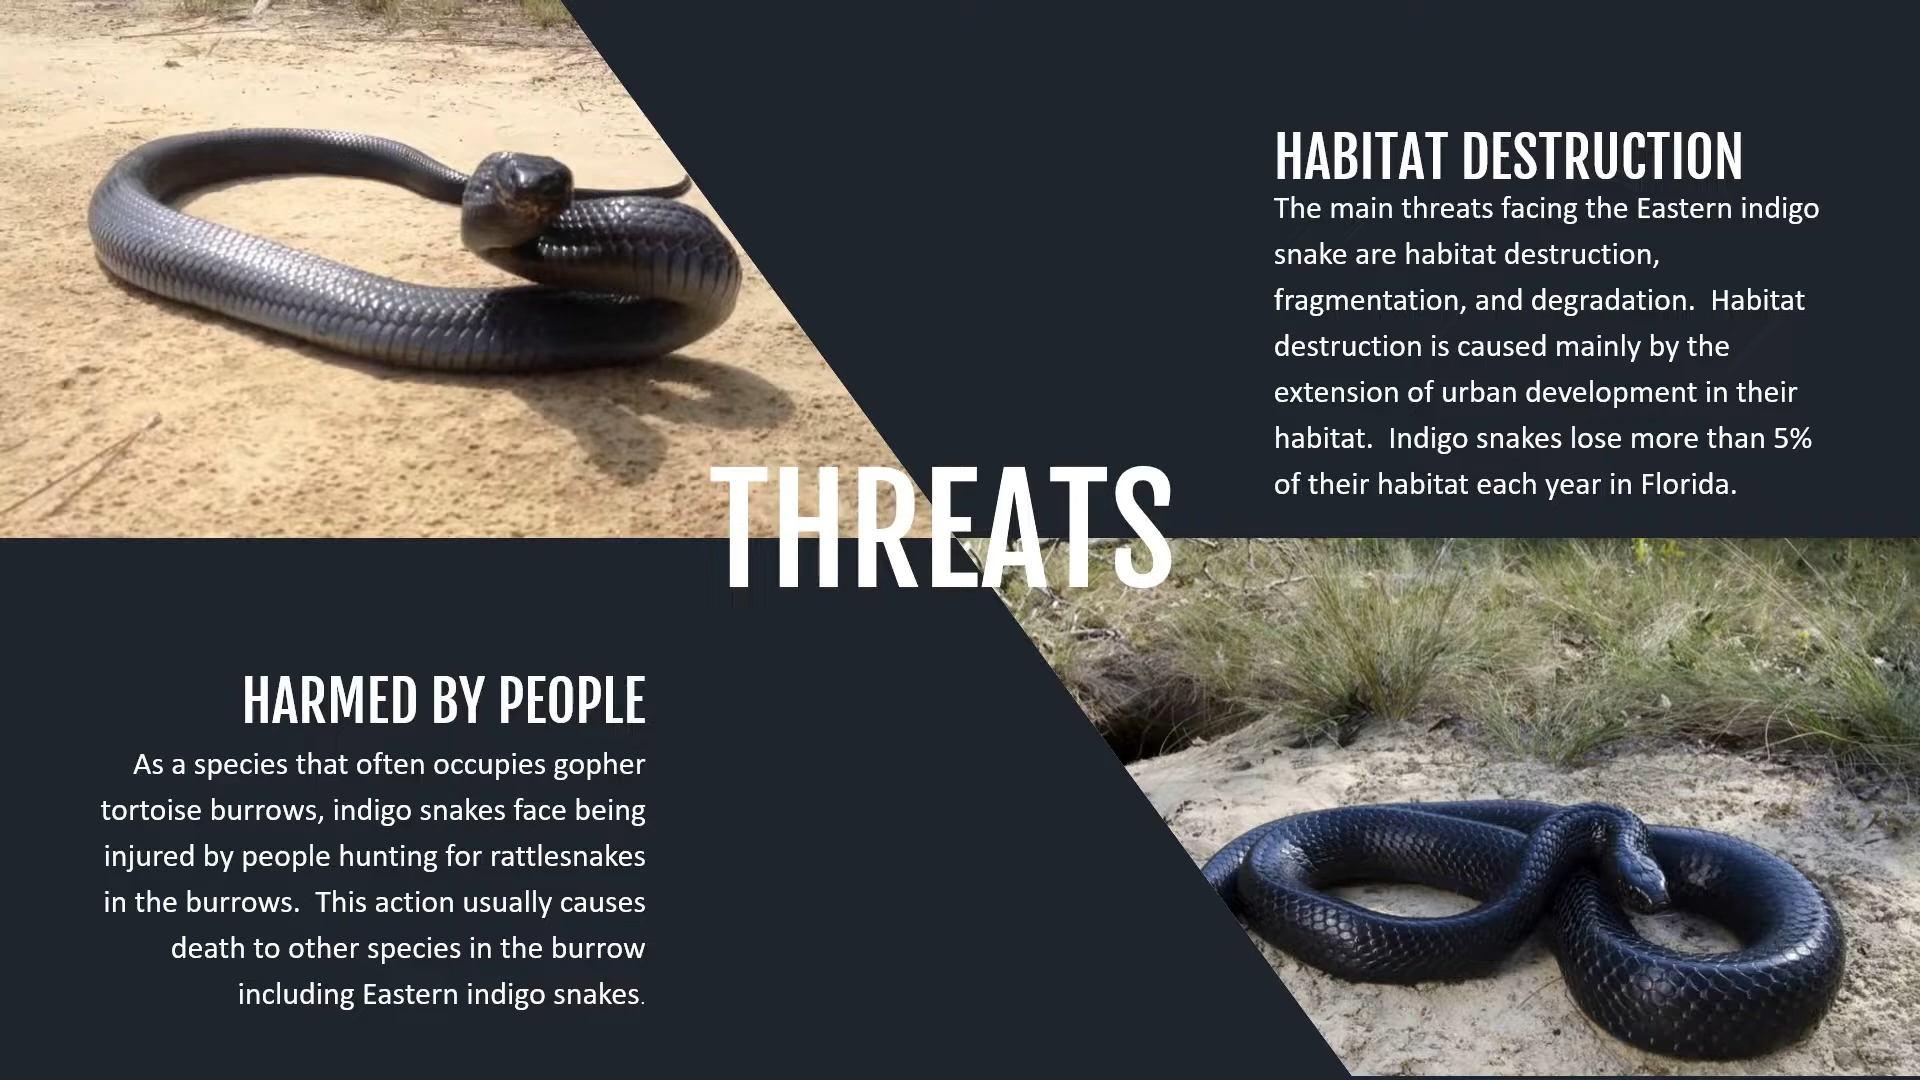 HABITAT DESTRUCTION
The main threats facing the Eastern indigo
snake are habitat destruction,
fragmentation, and degradation.  Habitat
destruction is caused mainly by the
extension of urban development in their
habitat.  Indigo snakes lose more than 5%
of their habitat each year in Florida.
THREATS
HARMED BY PEOPLE
As a species that often occupies gopher
tortoise burrows, indigo snakes face being
injured by people hunting for rattlesnakes
in the burrows.  This action usually causes
death to other species in the burrow
including Eastern indigo snakes.